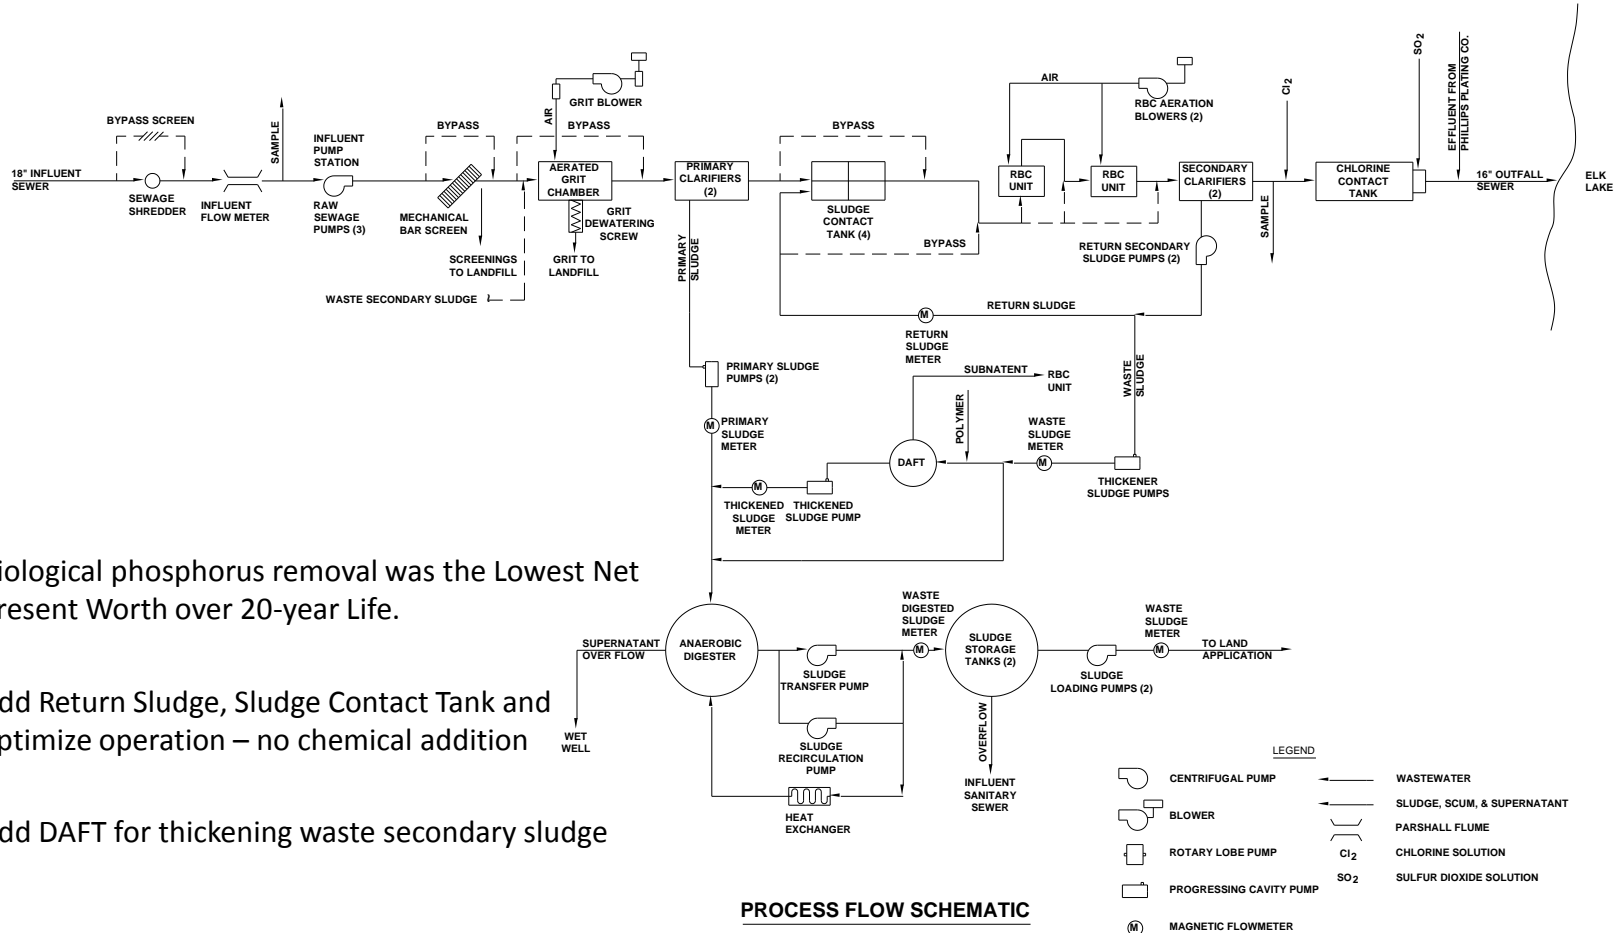 BYPASS SCREEN
18" INFLUENT
SEWER
SEWAGE
SHREDDER
INFLUENT
FLOW METER
SAMPLE
INFLUENT
PUMP
STATION
RAW
SEWAGE
PUMPS (3)
BYPASS
MECHANICAL
BAR SCREEN
SCREENINGS
TO LANDFILL
WASTE SECONDARY SLUDGE
AIR
GRIT BLOWER
BYPASS
AERATED
GRIT
CHAMBER
GRIT
DEWATERING
SCREW
GRIT TO
LANDFILL
PRIMARY
CLARIFIERS
(2)
PRIMARY
SLUDGE
BYPASS
SLUDGE
CONTACT
TANK (4)
BYPASS
AIR
RBC AERATION
BLOWERS (2)
RBC
UNIT
RBC
UNIT
SECONDARY
CLARIFIERS
(2)
RETURN SECONDARY
SLUDGE PUMPS (2)
SAMPLE
Cl2
CHLORINE
CONTACT
TANK
SO2
EFFLUENT FROM
PHILLIPS PLATING CO.
16" OUTFALL
SEWER
ELK
LAKE
RETURN SLUDGE
M
RETURN
SLUDGE
METER
WASTE
SLUDGE
PRIMARY SLUDGE
PUMPS (2)
M
PRIMARY
SLUDGE
METER
SUBNATENT
RBC
UNIT
POLYMER
DAFT
WASTE
SLUDGE
METER
M
THICKENER
SLUDGE PUMPS
M
THICKENED
SLUDGE
METER
THICKENED
SLUDGE PUMP
iological phosphorus removal was the Lowest Net
resent Worth over 20-year Life.
dd Return Sludge, Sludge Contact Tank and
ptimize operation – no chemical addition
dd DAFT for thickening waste secondary sludge
SUPERNATANT
OVER FLOW
WET
WELL
ANAEROBIC
DIGESTER
SLUDGE
TRANSFER PUMP
SLUDGE
RECIRCULATION
PUMP
HEAT
EXCHANGER
WASTE
DIGESTED
SLUDGE
METER
M
SLUDGE
STORAGE
TANKS (2)
OVERFLOW
INFLUENT
SANITARY
SEWER
SLUDGE
LOADING PUMPS (2)
WASTE
SLUDGE
METER
M
TO LAND
APPLICATION
LEGEND
CENTRIFUGAL PUMP
BLOWER
ROTARY LOBE PUMP
PROGRESSING CAVITY PUMP
M MAGNETIC FLOWMETER
WASTEWATER
SLUDGE, SCUM, & SUPERNATANT
PARSHALL FLUME
Cl2 CHLORINE SOLUTION
SO2 SULFUR DIOXIDE SOLUTION
PROCESS FLOW SCHEMATIC